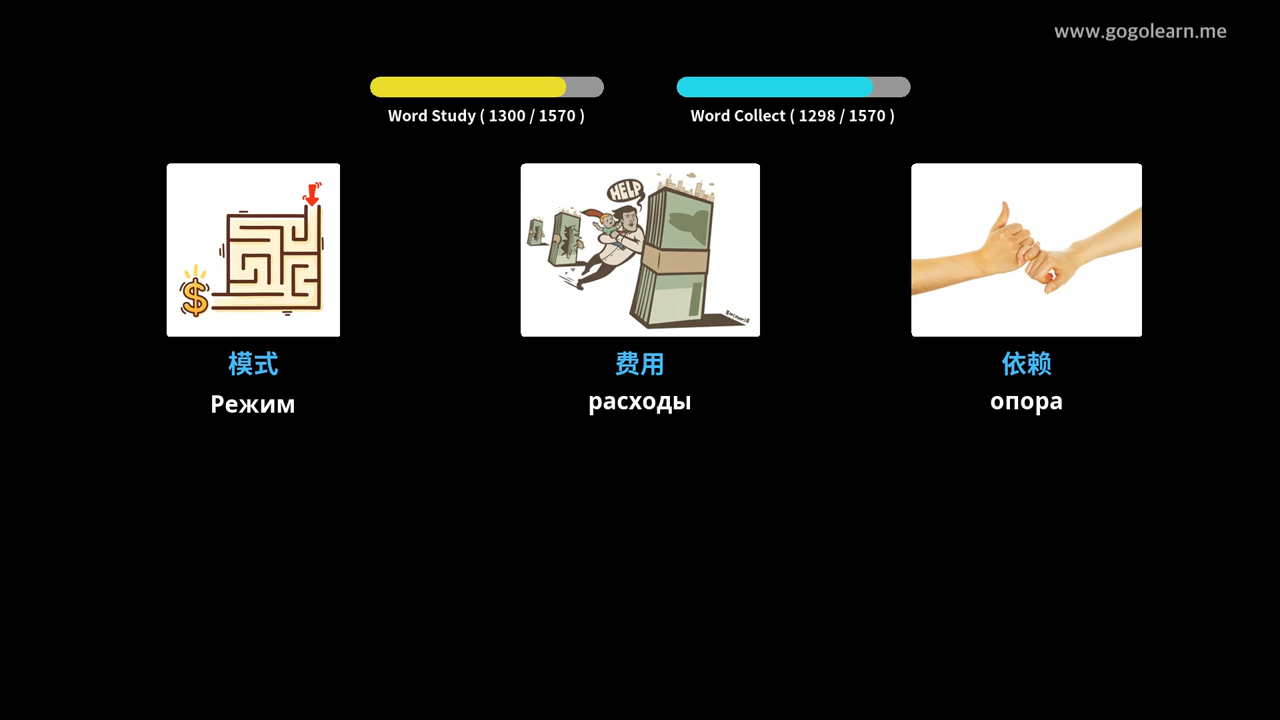 www.gogolearn.me
Word Study ( 1300 / 1570 )
Word Collect ( 1298 / 1570 )
HELP
模式
费用
依赖
Режим
расходы
опора